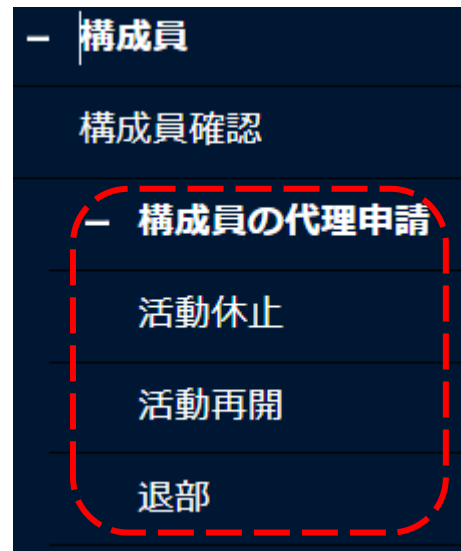 − 構成員
構成員確認
− 構成員の代理申請
活動休止
活動再開
退部